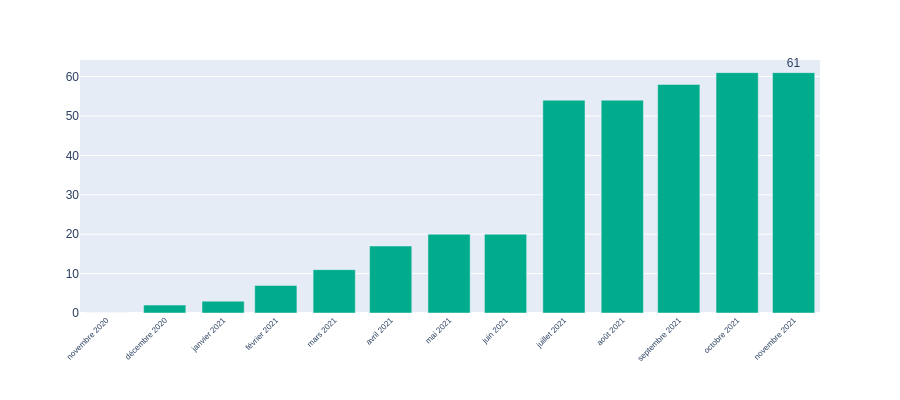 61
60
50
40
30
20
10
0
novembre 2020
décembre 2020
janvier 2021
février 2021
mars 2021
avril 2021
mai 2021
juin 2021
juillet 2021
août 2021
septembre 2021
octobre 2021
novembre 2021